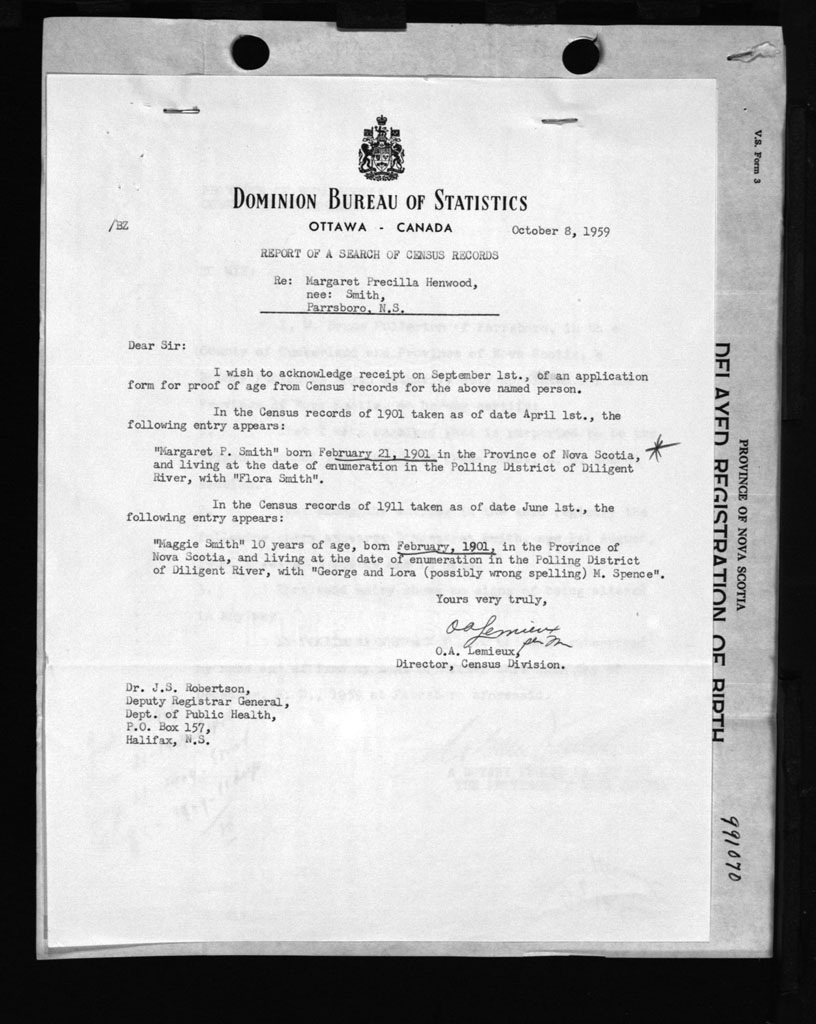 DOMINION BUREAU OF STATISTICS
/BZ
OTTAWA - CANADA
October 8, 1959
REPORT OF A SEARCH OF CENSUS RECORDS
Re: Margaret Precilla Henwood,
nee: Smith,
Parrsboro, N.S.
Dear Sir:
I wish to acknowledge receipt on September 1st., of an application
form for proof of age from Census records for the above named person.
In the Census records of 1901 taken as of date April 1st., the
following entry appears:
"Margaret P. Smith" born February 21, 1901 in the Province of Nova Scotia,
and living at the date of enumeration in the Polling District of Diligent
River, with "Flora Smith".
In the Census records of 1911 taken as of date June 1st., the
following entry appears:
"Maggie Smith" 10 years of age, born February, 1901, in the Province of
Nova Scotia, and living at the date of enumeration in the Polling District
of Diligent River, with "George and Lora (possibly wrong spelling) M. Spence".
Yours very truly,
OALemieux
per M
O.A. Lemieux,
Director, Census Division.
Dr. J.S. Robertson,
Deputy Registrar General,
Dept. of Public Health,
P.O. Box 157,
Halifax, N.S.
V.S. Form 3
PROVINCE OF NOVA SCOTIA
DELAYED REGISTRATION OF BIRTH
991070